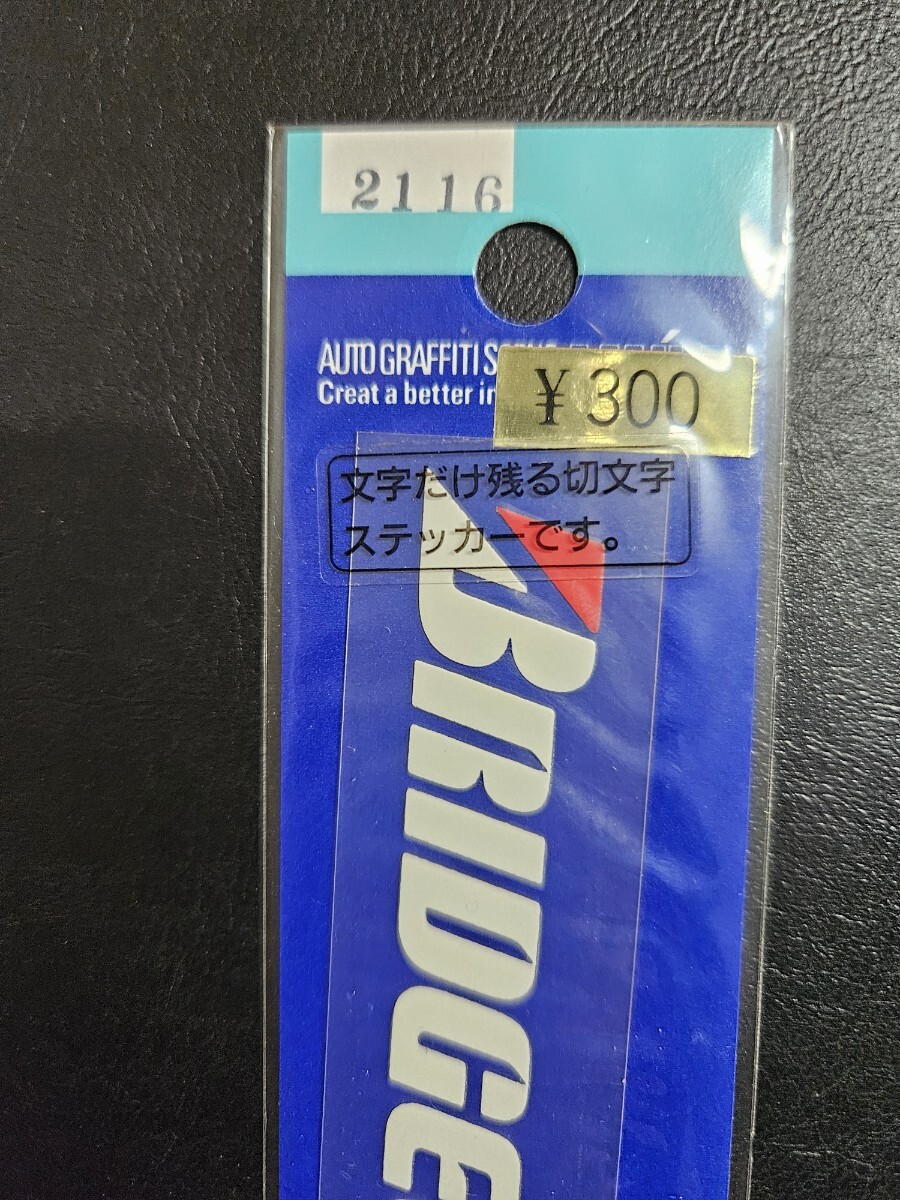 2116
AUTO GRAFFITI
¥300
Creat a better
文字だけ残る切文字
ステッカーです。
BRIDGE